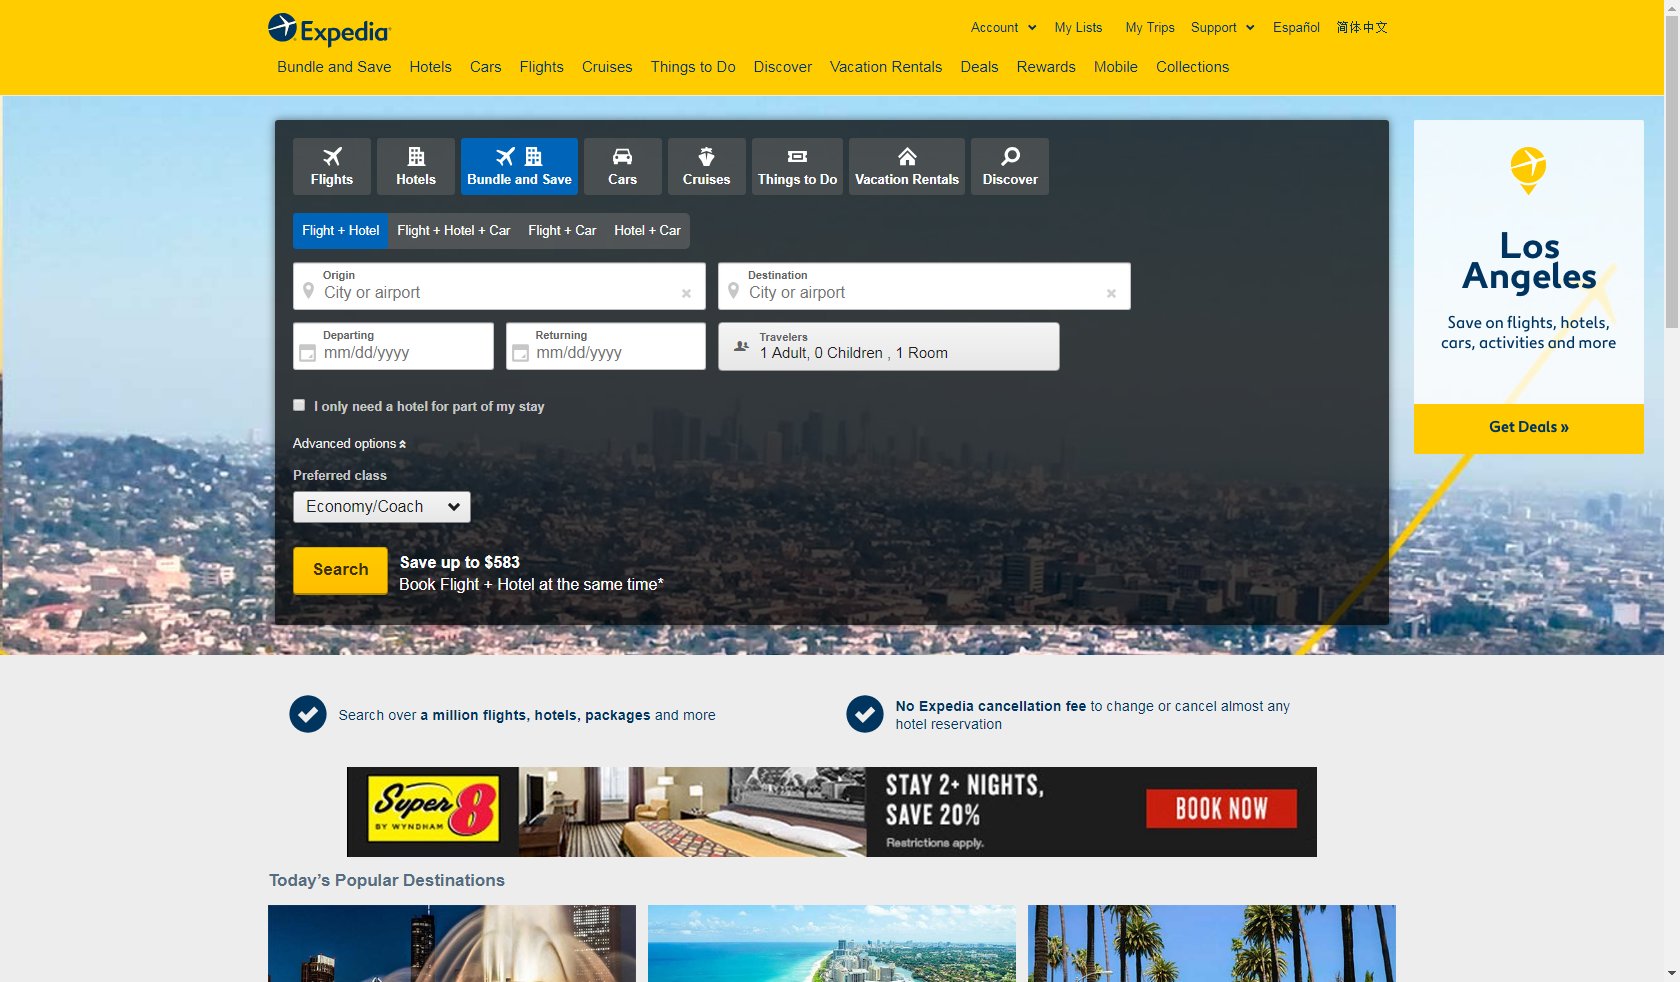 Expedia
Account
My Lists
My Trips
Support
Español
简体中文
Bundle and Save
Hotels
Cars
Flights
Cruises
Things to Do
Discover
Vacation Rentals
Deals
Rewards
Mobile
Collections
Flights
Hotels
Bundle and Save
Cars
Cruises
Things to Do
Vacation Rentals
Discover
Flight + Hotel
Flight + Hotel + Car
Flight + Car
Hotel + Car
Origin
City or airport
Destination
City or airport
Departing
mm/dd/yyyy
Returning
mm/dd/yyyy
Travelers
1 Adult, 0 Children , 1 Room
I only need a hotel for part of my stay
Advanced options
Preferred class
Economy/Coach
Search
Save up to $583
Book Flight + Hotel at the same time*
Los
Angeles
Save on flights, hotels,
cars, activities and more
Get Deals »
Search over a million flights, hotels, packages and more
No Expedia cancellation fee to change or cancel almost any
hotel reservation
Super 8
BY WYNDHAM
STAY 2+ NIGHTS,
SAVE 20%
Restrictions apply.
BOOK NOW
Today's Popular Destinations